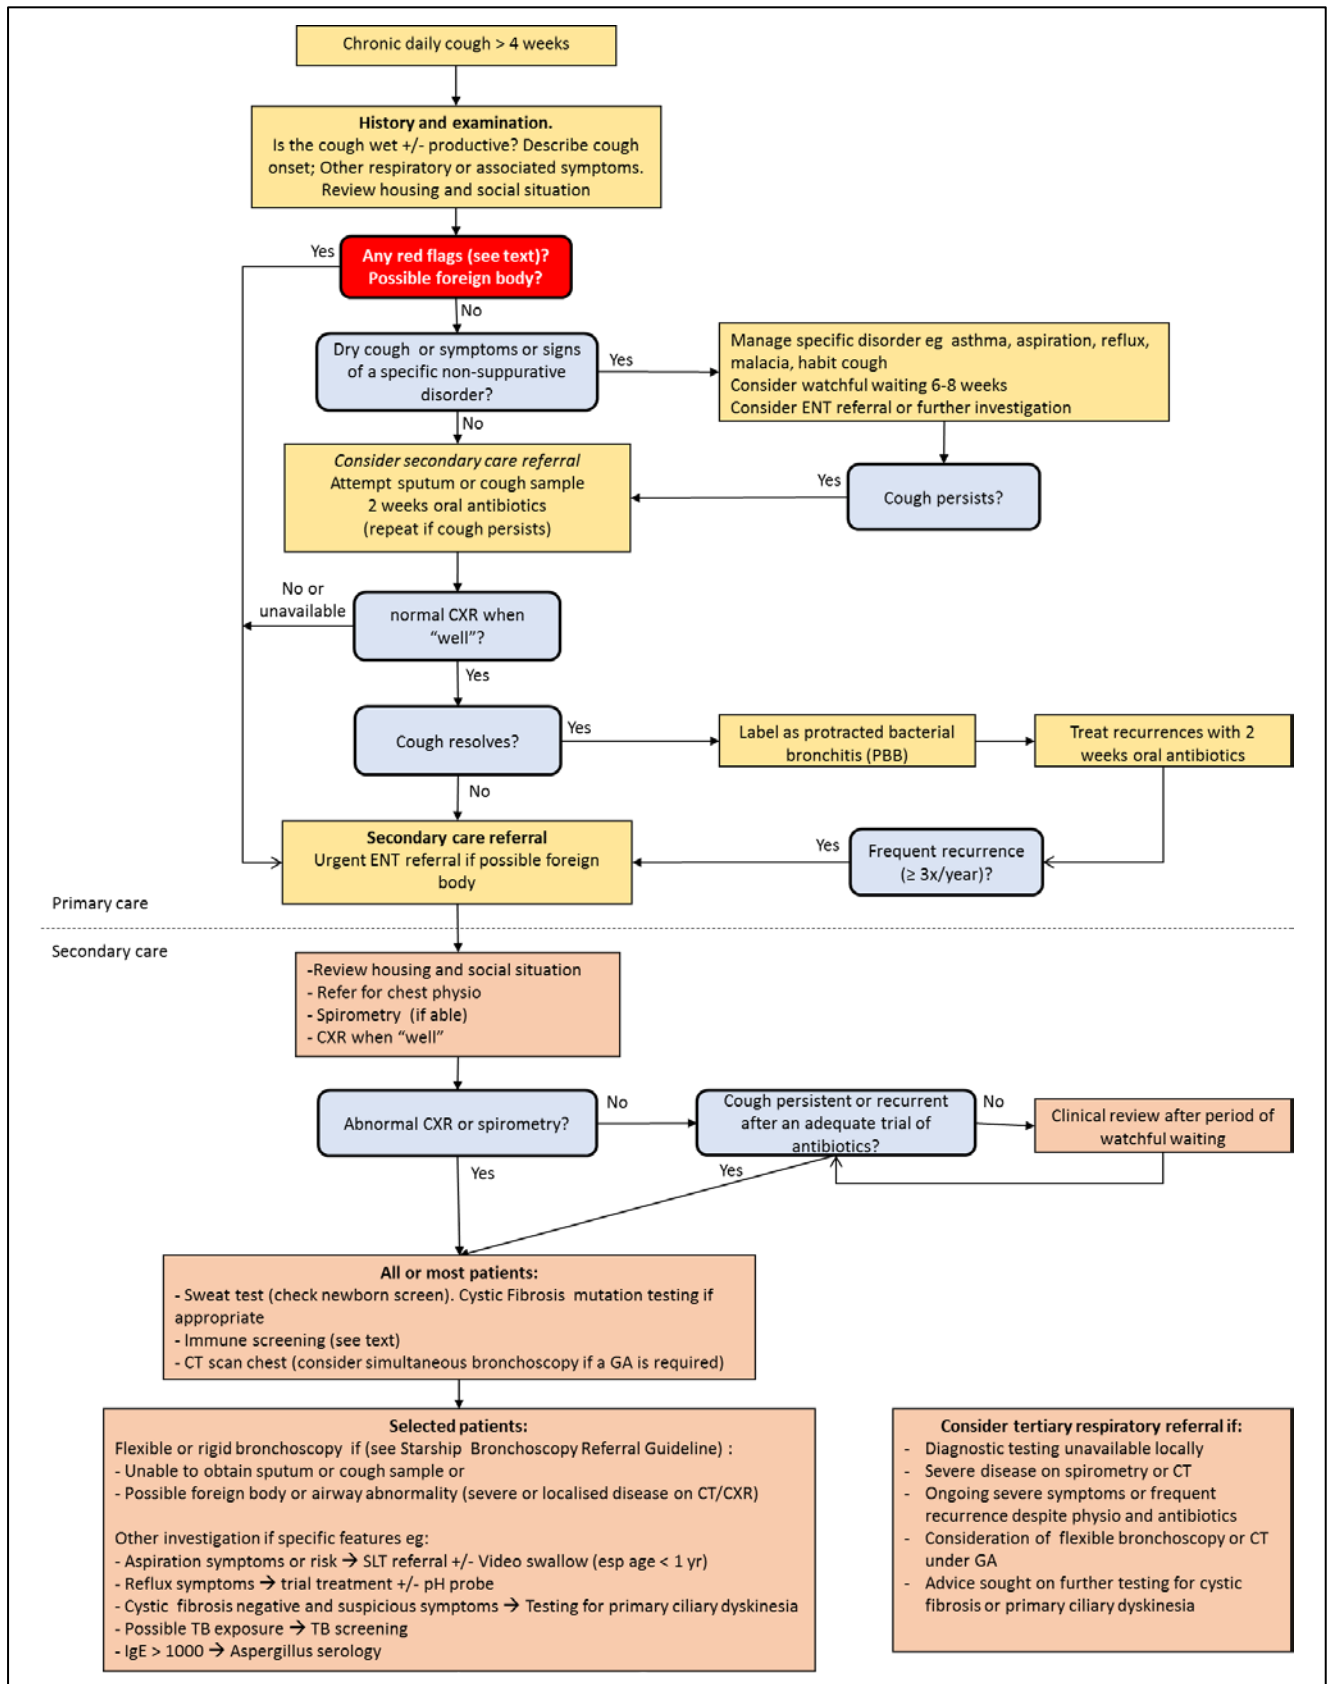 Chronic daily cough > 4 weeks
History and examination.
Is the cough wet +/- productive? Describe cough
onset; Other respiratory or associated symptoms.
Review housing and social situation
Yes
Any red flags (see text)?
Possible foreign body?
No
Dry cough or symptoms or signs
of a specific non-suppurative
disorder?
Yes
Manage specific disorder eg asthma, aspiration, reflux,
malacia, habit cough
Consider watchful waiting 6-8 weeks
Consider ENT referral or further investigation
No
Consider secondary care referral
Attempt sputum or cough sample
2 weeks oral antibiotics
(repeat if cough persists)
Yes
Cough persists?
No or
unavailable
normal CXR when
“well”?
Yes
Cough resolves?
Yes
Label as protracted bacterial
bronchitis (PBB)
Treat recurrences with 2
weeks oral antibiotics
No
Secondary care referral
Urgent ENT referral if possible foreign
body
Yes
Frequent recurrence
(≥ 3x/year)?
Primary care
Secondary care
-Review housing and social situation
- Refer for chest physio
- Spirometry (if able)
- CXR when “well”
Abnormal CXR or spirometry?
No
Cough persistent or recurrent
after an adequate trial of
antibiotics?
No
Clinical review after period of
watchful waiting
Yes
Yes
All or most patients:
- Sweat test (check newborn screen). Cystic Fibrosis mutation testing if
appropriate
- Immune screening (see text)
- CT scan chest (consider simultaneous bronchoscopy if a GA is required)
Selected patients:
Flexible or rigid bronchoscopy if (see Starship Bronchoscopy Referral Guideline) :
- Unable to obtain sputum or cough sample or
- Possible foreign body or airway abnormality (severe or localised disease on CT/CXR)
Other investigation if specific features eg:
- Aspiration symptoms or risk → SLT referral +/- Video swallow (esp age < 1 yr)
- Reflux symptoms → trial treatment +/- pH probe
- Cystic fibrosis negative and suspicious symptoms → Testing for primary ciliary dyskinesia
- Possible TB exposure → TB screening
- IgE > 1000 → Aspergillus serology
Consider tertiary respiratory referral if:
- Diagnostic testing unavailable locally
- Severe disease on spirometry or CT
- Ongoing severe symptoms or frequent
recurrence despite physio and antibiotics
- Consideration of flexible bronchoscopy or CT
under GA
- Advice sought on further testing for cystic
fibrosis or primary ciliary dyskinesia